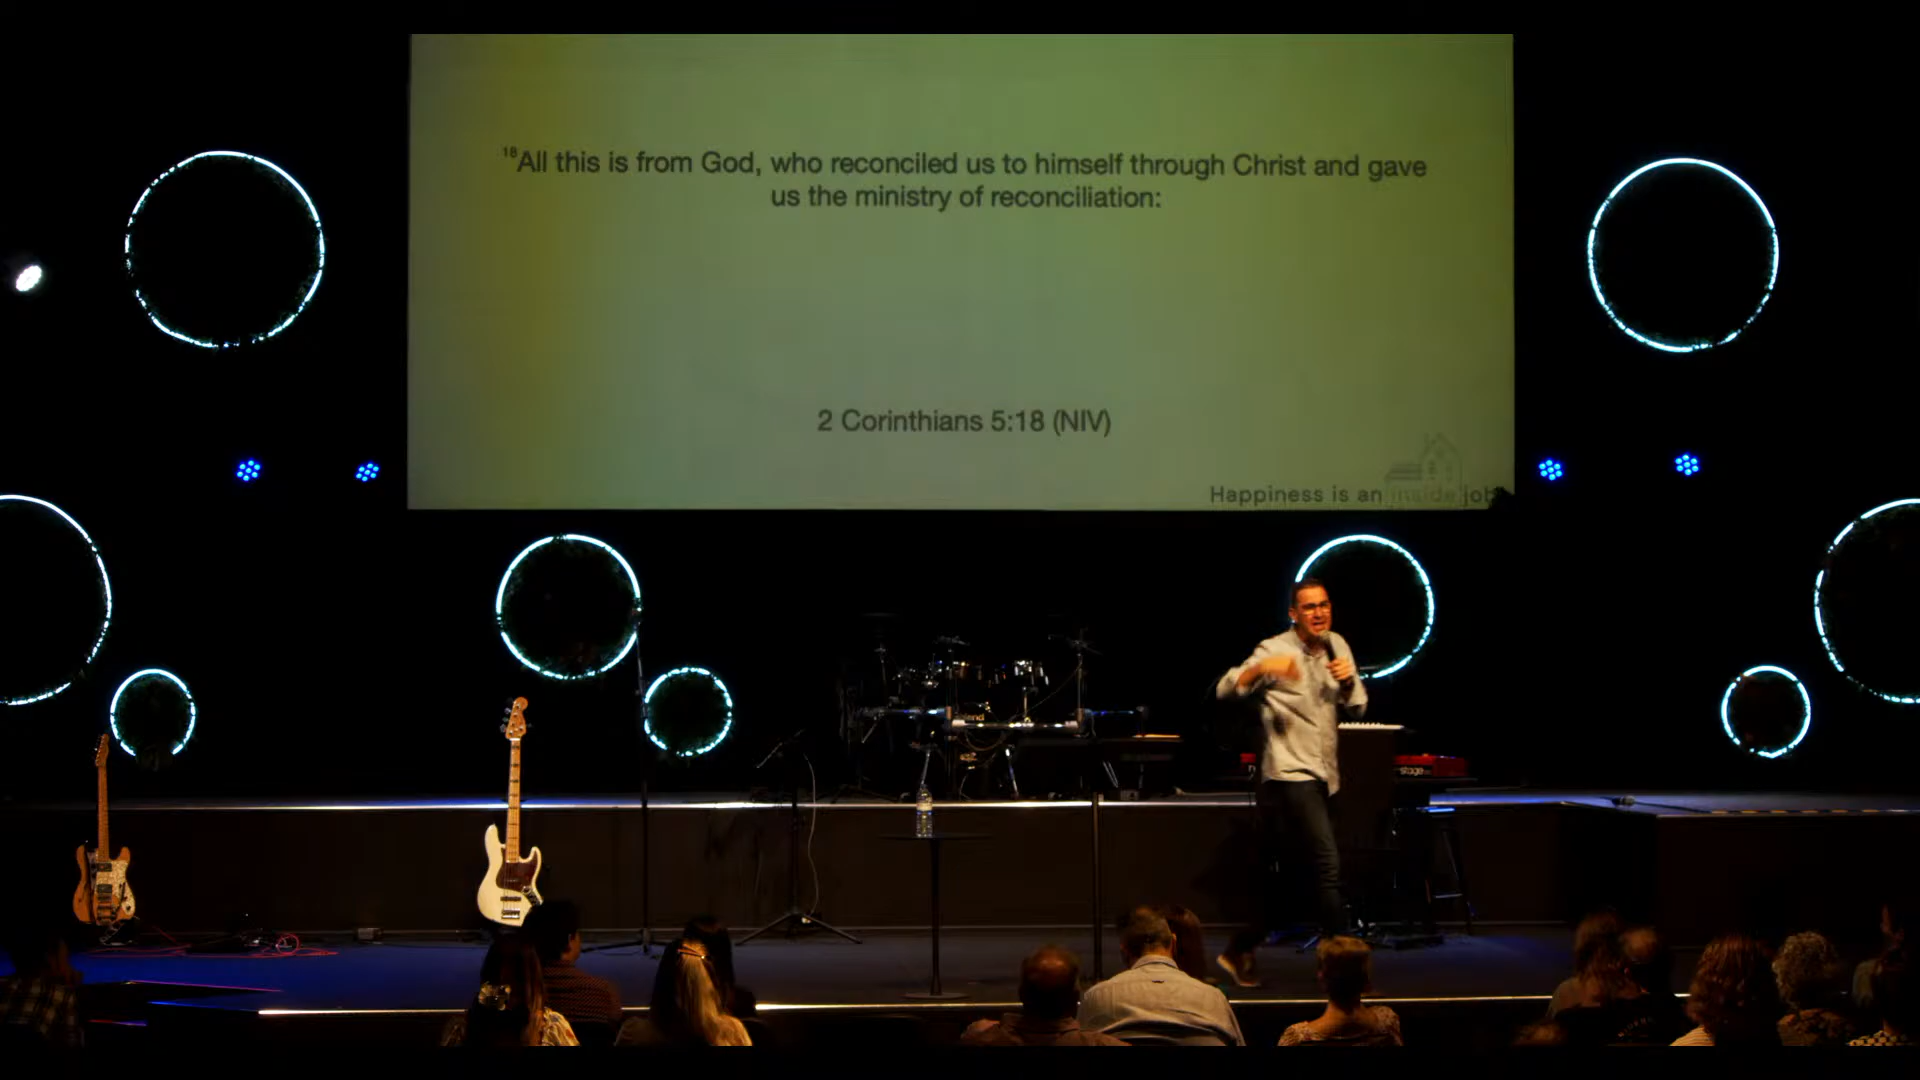 ¹⁸All this is from God, who reconciled us to himself through Christ and gave
us the ministry of reconciliation:
2 Corinthians 5:18 (NIV)
Happiness is an inside job
stage